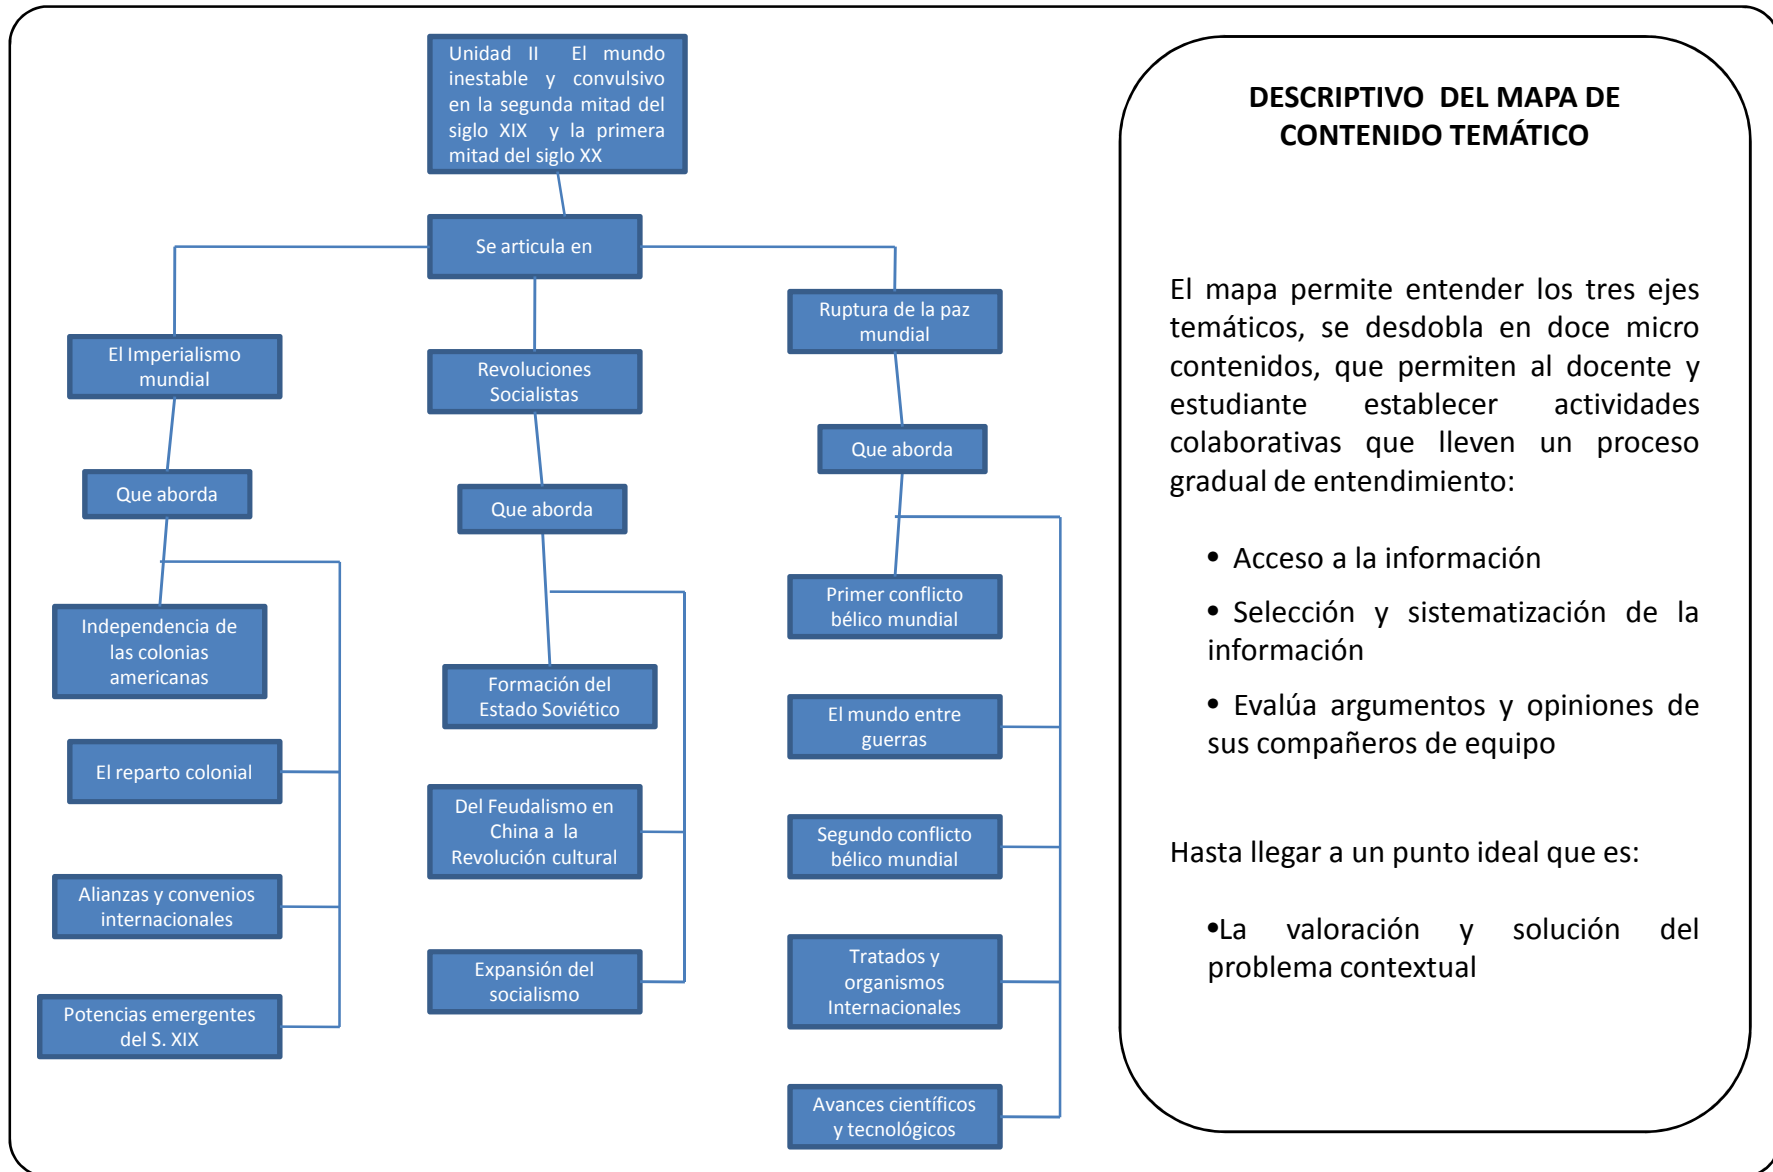 Unidad II El mundo
inestable y convulsivo
en la segunda mitad del
siglo XIX y la primera
mitad del siglo XX
Se articula en
El Imperialismo
mundial
Que aborda
Independencia de
las colonias
americanas
El reparto colonial
Alianzas y convenios
internacionales
Potencias emergentes
del S. XIX
Revoluciones
Socialistas
Que aborda
Formación del
Estado Soviético
Del Feudalismo en
China a la
Revolución cultural
Expansión del
socialismo
Ruptura de la paz
mundial
Que aborda
Primer conflicto
bélico mundial
El mundo entre
guerras
Segundo conflicto
bélico mundial
Tratados y
organismos
Internacionales
Avances científicos
y tecnológicos
DESCRIPTIVO DEL MAPA DE
CONTENIDO TEMÁTICO
El mapa permite entender los tres ejes
temáticos, se desdobla en doce micro
contenidos, que permiten al docente y
estudiante establecer actividades
colaborativas que lleven un proceso
gradual de entendimiento:
• Acceso a la información
• Selección y sistematización de la
información
• Evalúa argumentos y opiniones de
sus compañeros de equipo
Hasta llegar a un punto ideal que es:
•La valoración y solución del
problema contextual